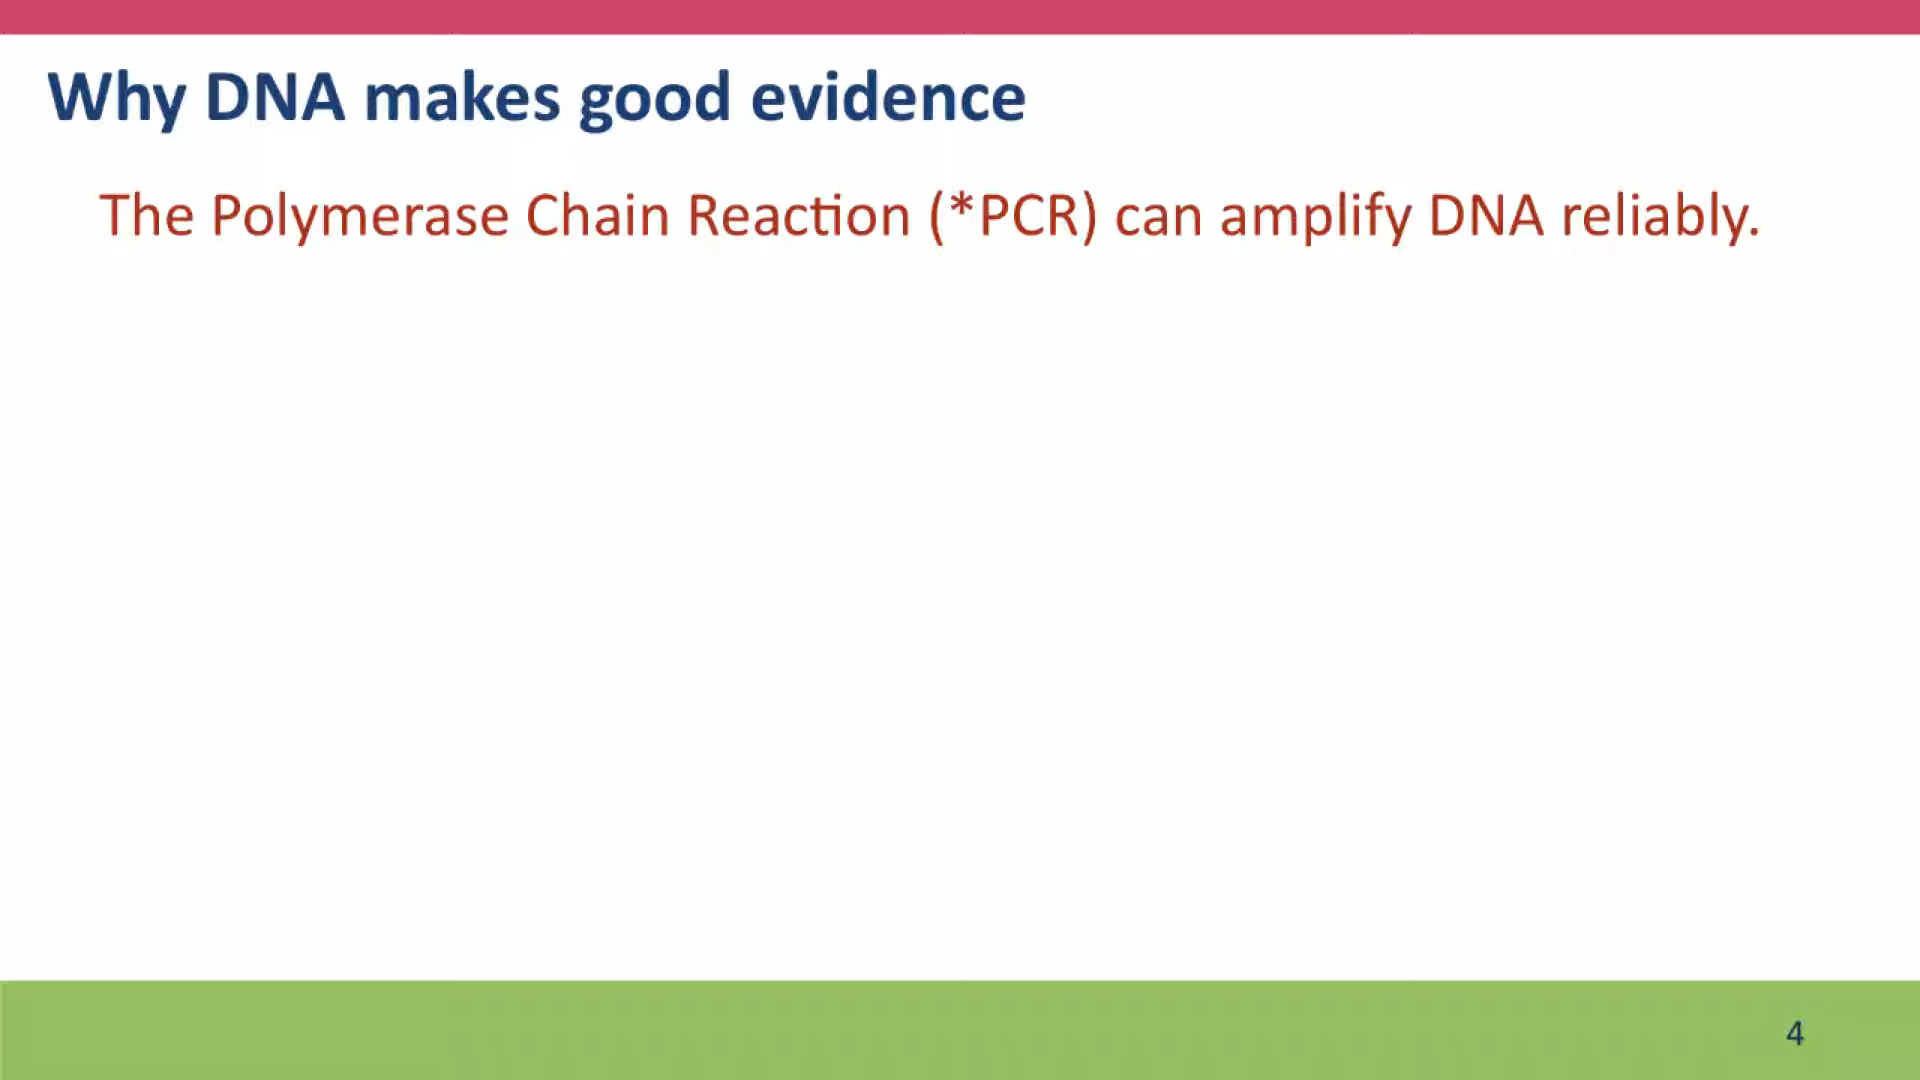 Why DNA makes good evidence
The Polymerase Chain Reaction (*PCR) can amplify DNA reliably.
4